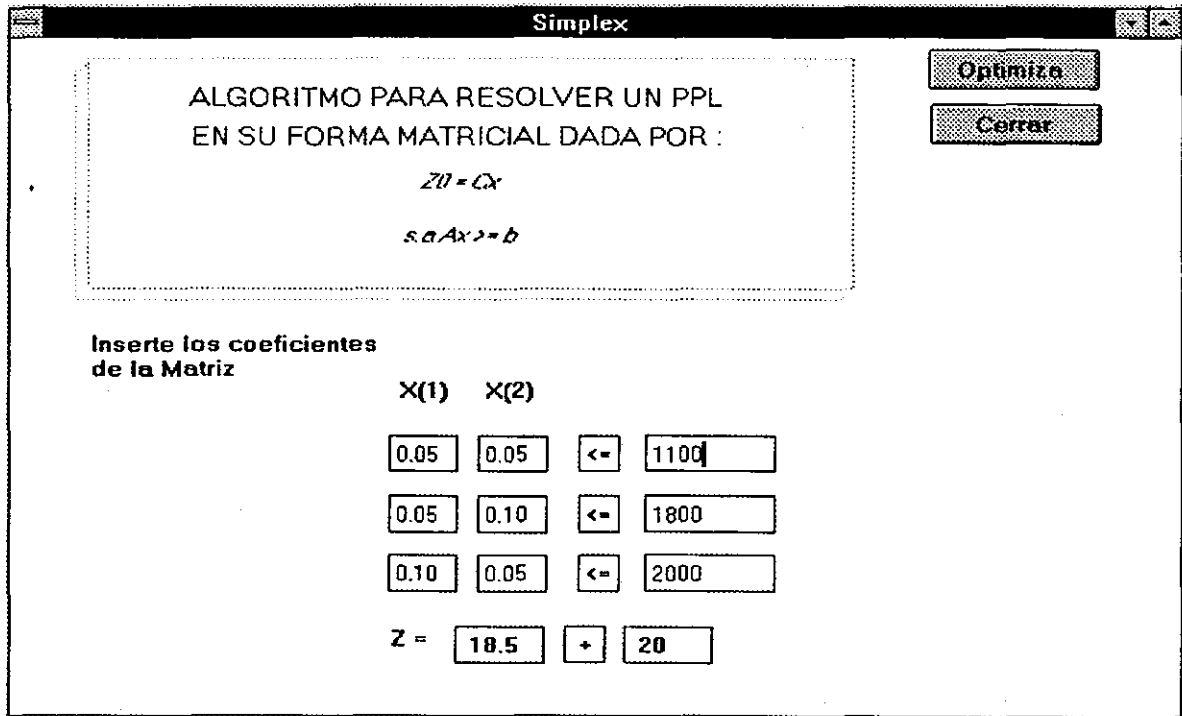 Simplex
Optimiza
Cerrar
ALGORITMO PARA RESOLVER UN PPL
EN SU FORMA MATRICIAL DADA POR :
Z0 = Cx
s.a Ax >= b
Inserte los coeficientes
de la Matriz
X(1) X(2)
0.05 0.05 <= 1100
0.05 0.10 <= 1800
0.10 0.05 <= 2000
Z = 18.5 + 20